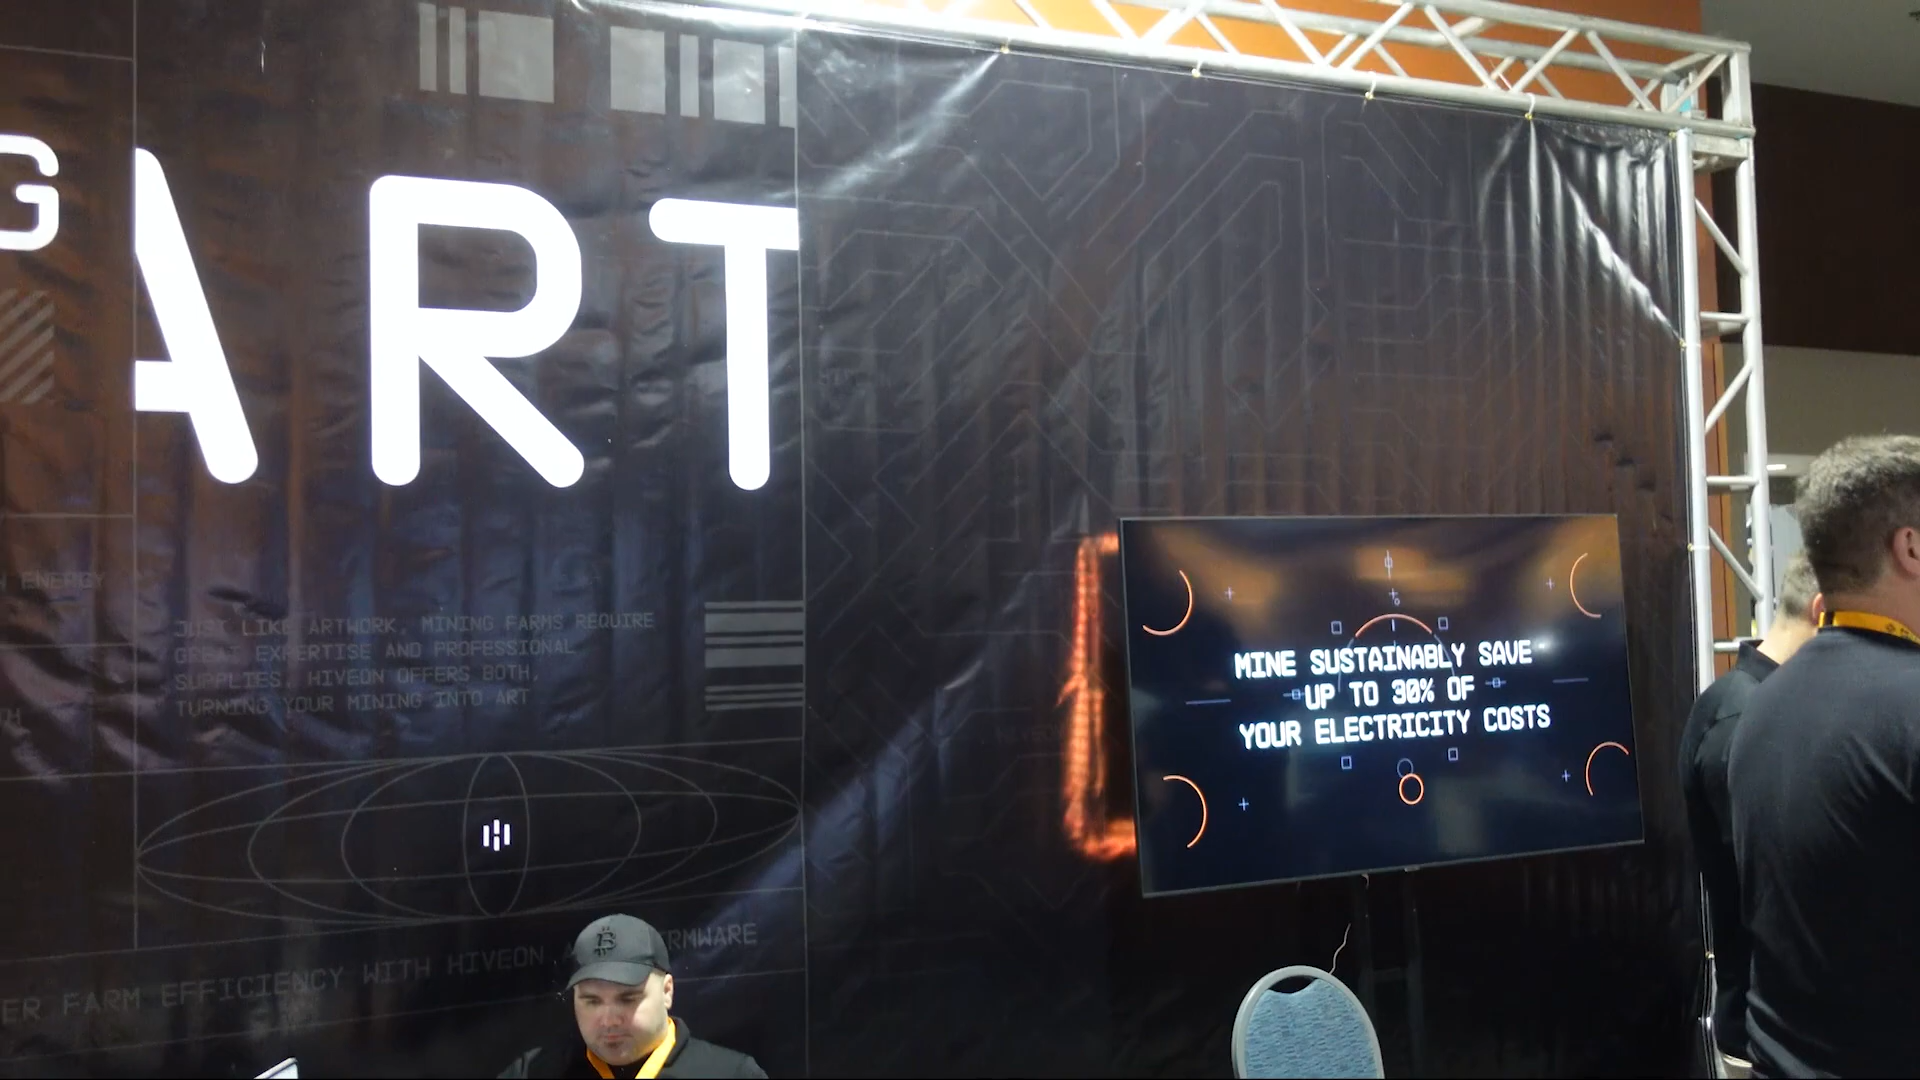 G
ART
N ENERGY
JUST LIKE ARTWORK, MINING FARMS REQUIRE
GREAT EXPERTISE AND PROFESSIONAL
SUPPLIES. HIVEON OFFERS BOTH,
TURNING YOUR MINING INTO ART
MINE SUSTAINABLY SAVE
UP TO 30% OF
YOUR ELECTRICITY COSTS
ER FARM EFFICIENCY WITH HIVEON A RMWARE
B